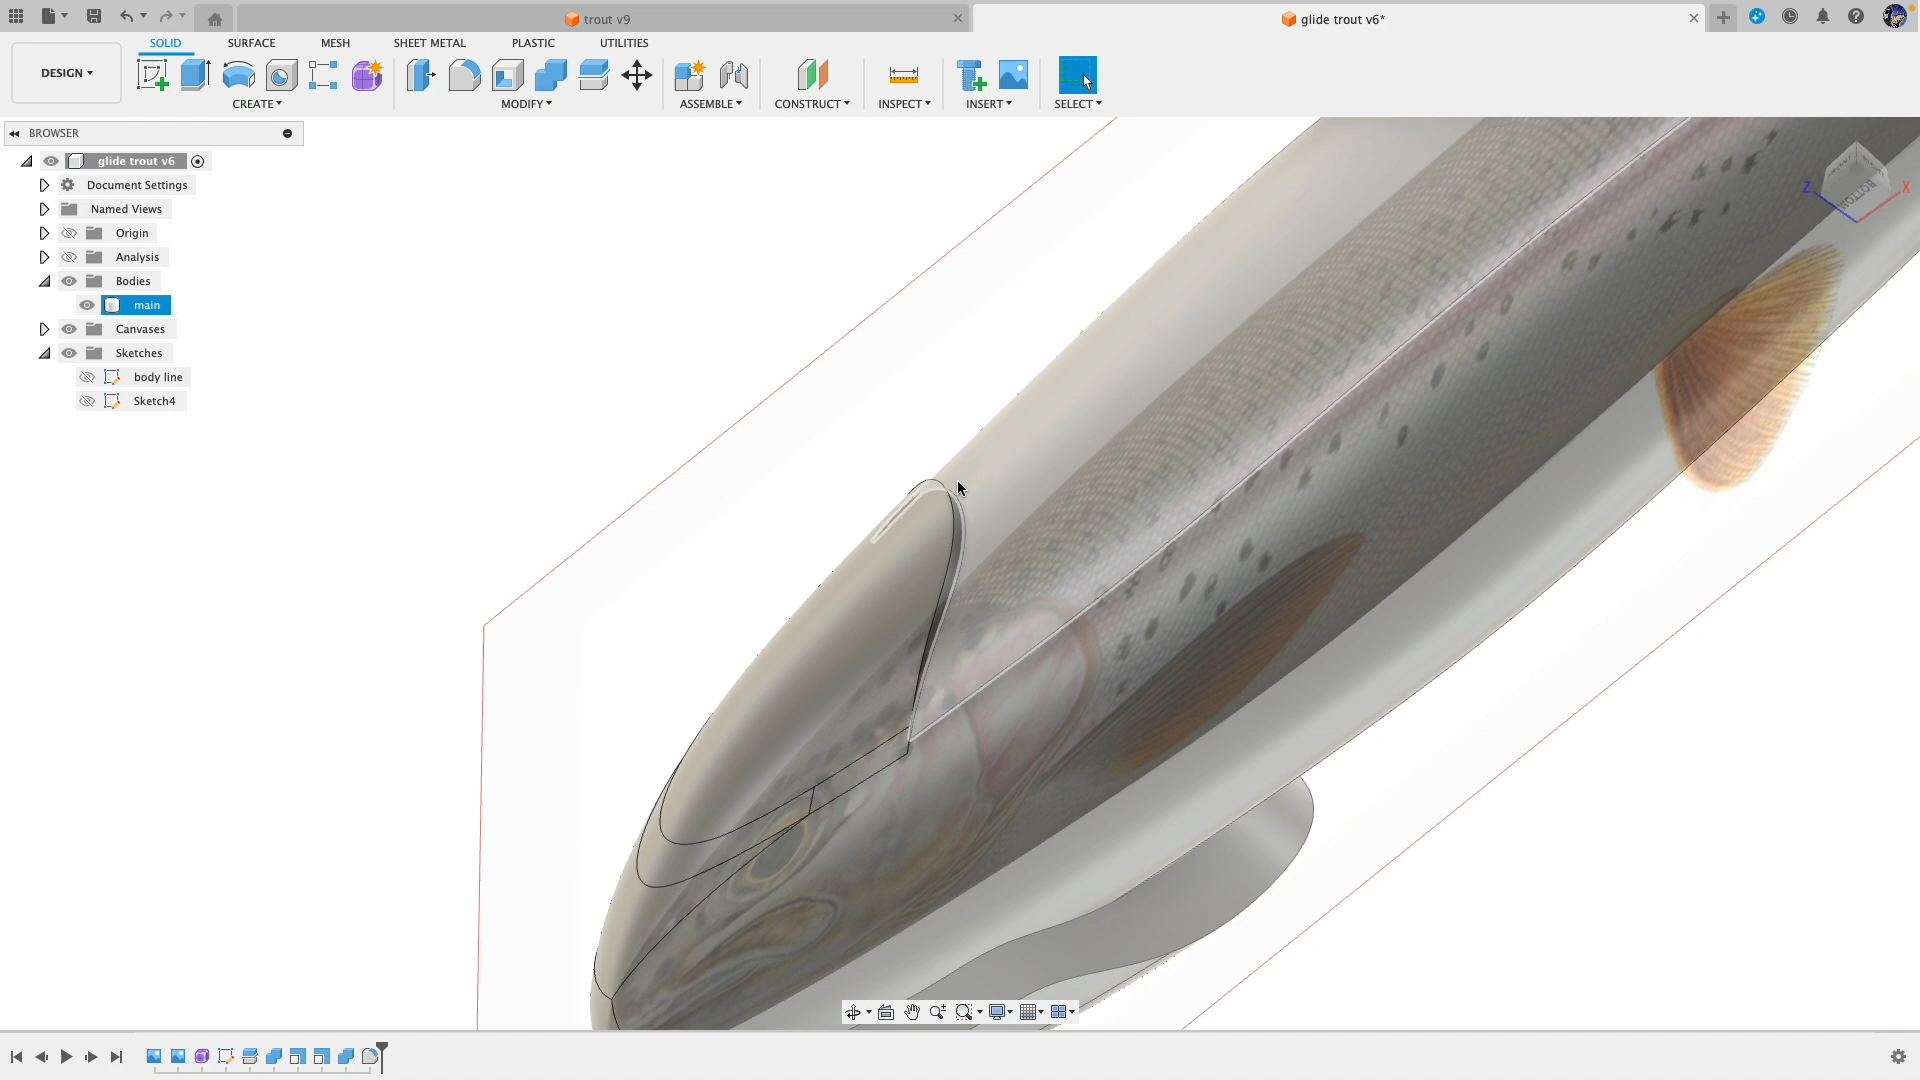 trout v9
glide trout v6*
DESIGN
SOLID SURFACE MESH SHEET METAL PLASTIC UTILITIES
CREATE MODIFY ASSEMBLE CONSTRUCT INSPECT INSERT SELECT
BROWSER
glide trout v6
Document Settings
Named Views
Origin
Analysis
Bodies
main
Canvases
Sketches
body line
Sketch4
Z
X
BOTTOM